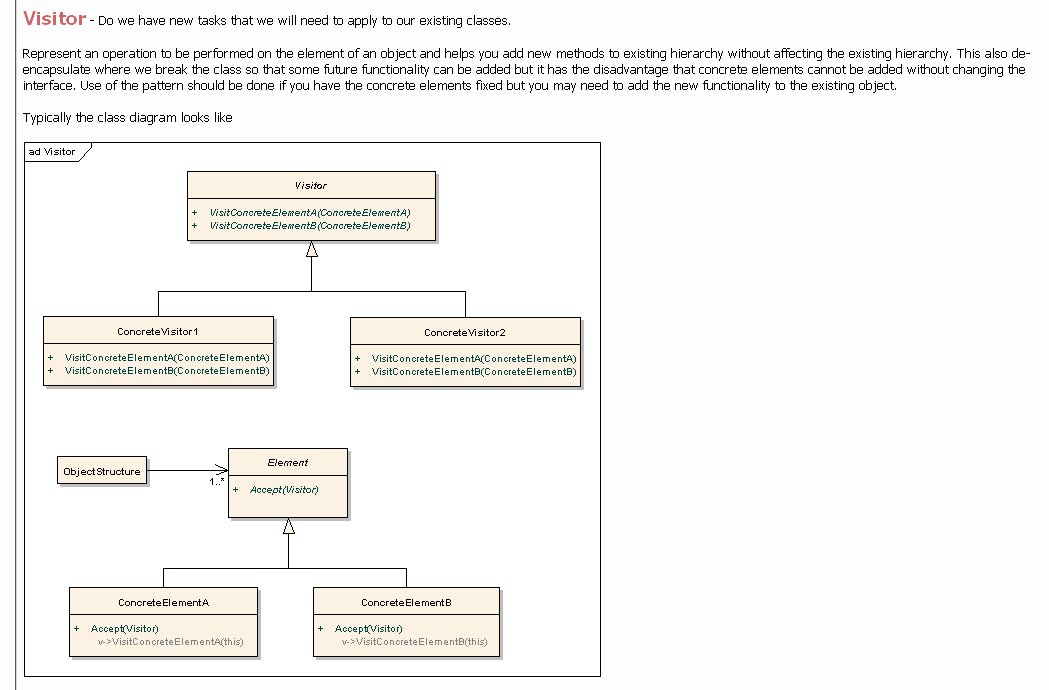 Visitor - Do we have new tasks that we will need to apply to our existing classes.
Represent an operation to be performed on the element of an object and helps you add new methods to existing hierarchy without affecting the existing hierarchy. This also de-
encapsulate where we break the class so that some future functionality can be added but it has the disadvantage that concrete elements cannot be added without changing the
interface. Use of the pattern should be done if you have the concrete elements fixed but you may need to add the new functionality to the existing object.
Typically the class diagram looks like
ad Visitor
Visitor
+ VisitConcreteElementA(ConcreteElementA)
+ VisitConcreteElementB(ConcreteElementB)
ConcreteVisitor1
+ VisitConcreteElementA(ConcreteElementA)
+ VisitConcreteElementB(ConcreteElementB)
ConcreteVisitor2
+ VisitConcreteElementA(ConcreteElementA)
+ VisitConcreteElementB(ConcreteElementB)
ObjectStructure
1..*
Element
+ Accept(Visitor)
ConcreteElementA
+ Accept(Visitor)
v->VisitConcreteElementA(this)
ConcreteElementB
+ Accept(Visitor)
v->VisitConcreteElementB(this)